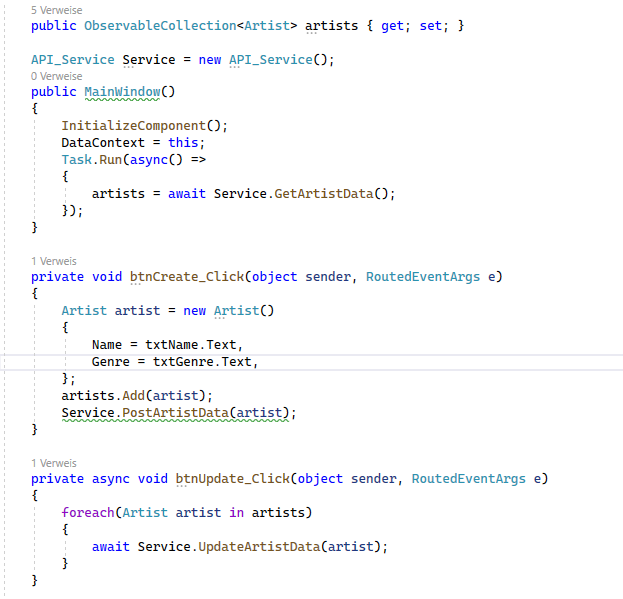 5 Verweise
public ObservableCollection<Artist> artists { get; set; }
API_Service Service = new API_Service();
0 Verweise
public MainWindow()
{
InitializeComponent();
DataContext = this;
Task.Run(async() =>
{
artists = await Service.GetArtistData();
});
}
1 Verweis
private void btnCreate_Click(object sender, RoutedEventArgs e)
{
Artist artist = new Artist()
{
Name = txtName.Text,
Genre = txtGenre.Text,
};
artists.Add(artist);
Service.PostArtistData(artist);
}
1 Verweis
private async void btnUpdate_Click(object sender, RoutedEventArgs e)
{
foreach(Artist artist in artists)
{
await Service.UpdateArtistData(artist);
}
}